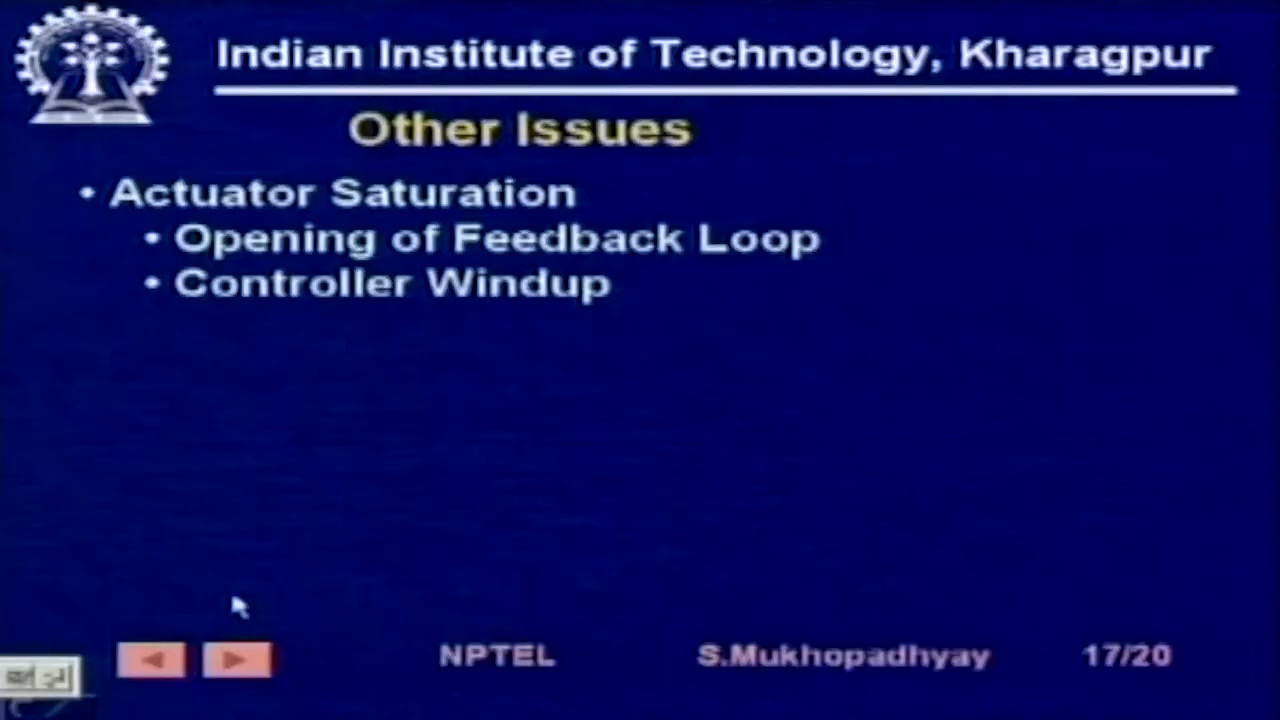 Indian Institute of Technology, Kharagpur
Other Issues
• Actuator Saturation
• Opening of Feedback Loop
• Controller Windup
NPTEL S.Mukhopadhyay 17/20